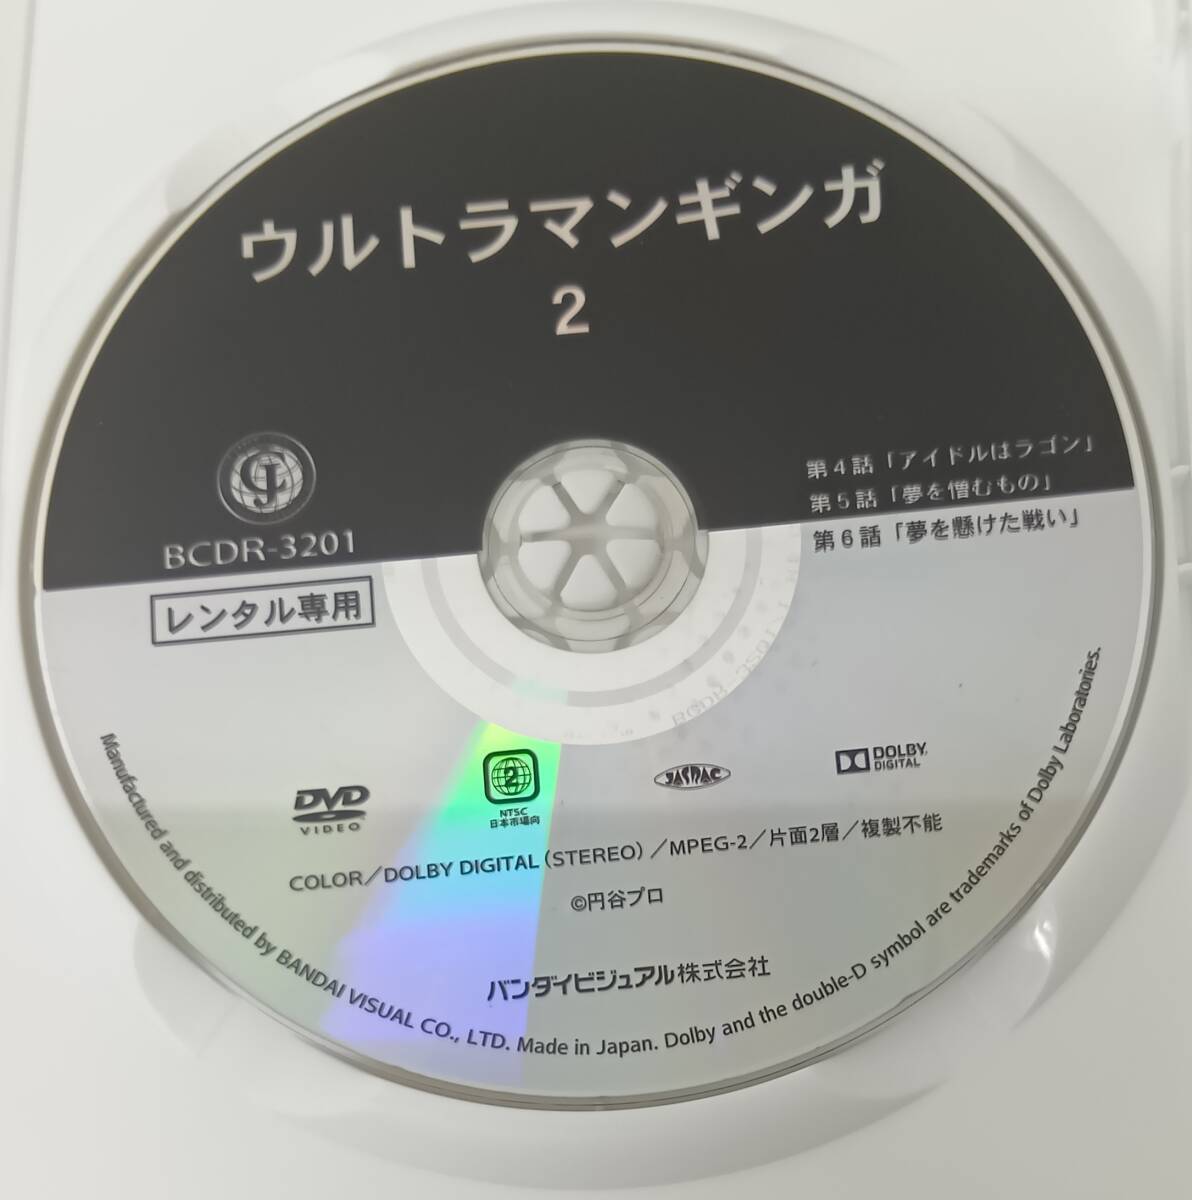 ウルトラマンギンガ
2
第4話「アイドルはラゴン」
第5話「夢を憎むもの」
第6話「夢を懸けた戦い」
BCDR-3201
レンタル専用
DVD
VIDEO
2
NTSC
日本市場向
JASRAC
DOLBY
DIGITAL
COLOR／DOLBY DIGITAL（STEREO）／MPEG-2／片面2層／複製不能
©円谷プロ
バンダイビジュアル株式会社
Manufactured and distributed by BANDAI VISUAL CO., LTD. Made in Japan. Dolby and the double-D symbol are trademarks of Dolby Laboratories.